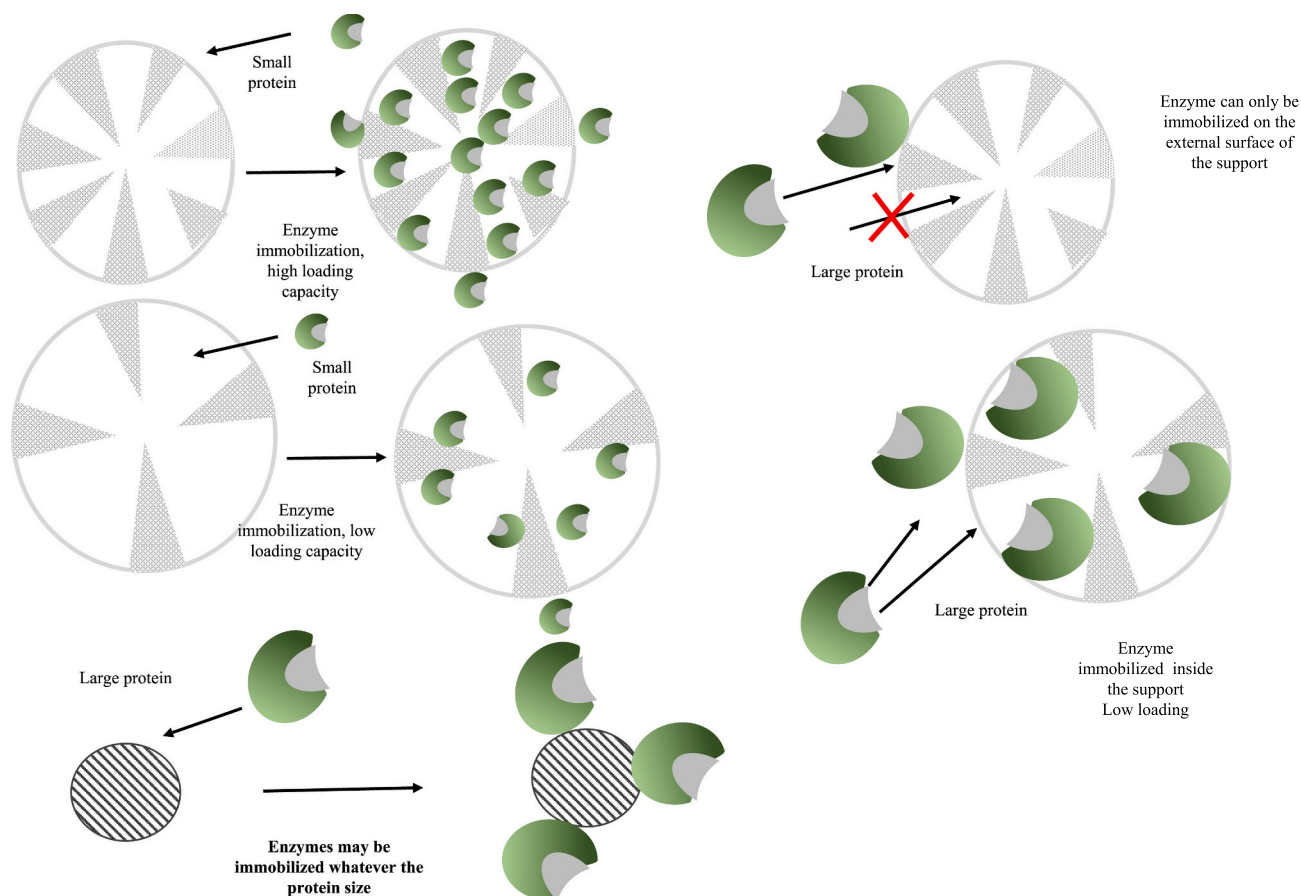 Small
protein
Enzyme
immobilization,
high loading
capacity
Enzyme can only be
immobilized on the
external surface of
the support
Large protein
Small
protein
Enzyme
immobilization, low
loading capacity
Large protein
Enzyme
immobilized inside
the support
Low loading
Large protein
Enzymes may be
immobilized whatever the
protein size